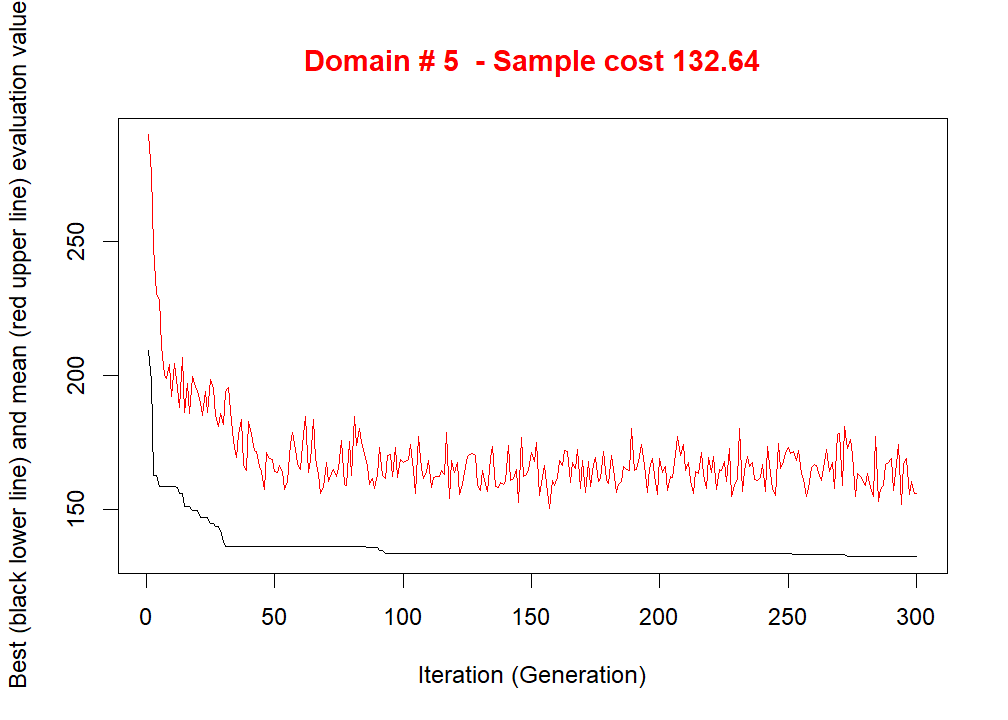 Domain # 5  - Sample cost 132.64
Best (black lower line) and mean (red upper line) evaluation value
250
200
150
0 50 100 150 200 250 300
Iteration (Generation)